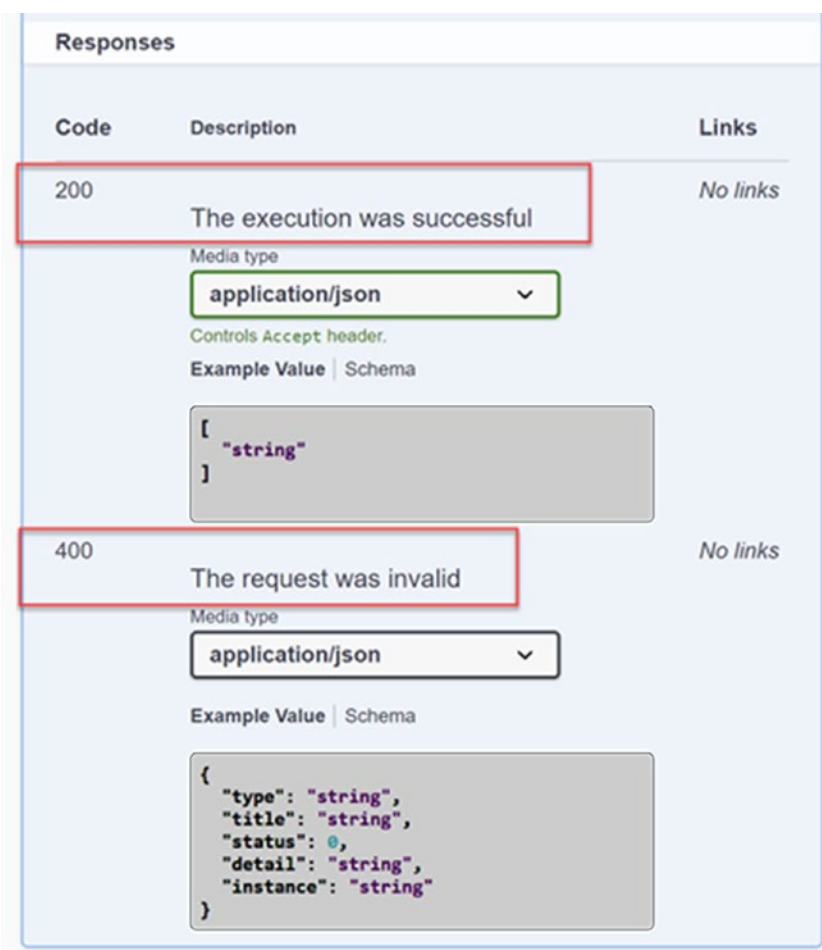 Responses
Code Description Links
200 No links
The execution was successful
Media type
application/json
Controls Accept header.
Example Value | Schema
[
"string"
]
400 No links
The request was invalid
Media type
application/json
Example Value | Schema
{
"type": "string",
"title": "string",
"status": 0,
"detail": "string",
"instance": "string"
}